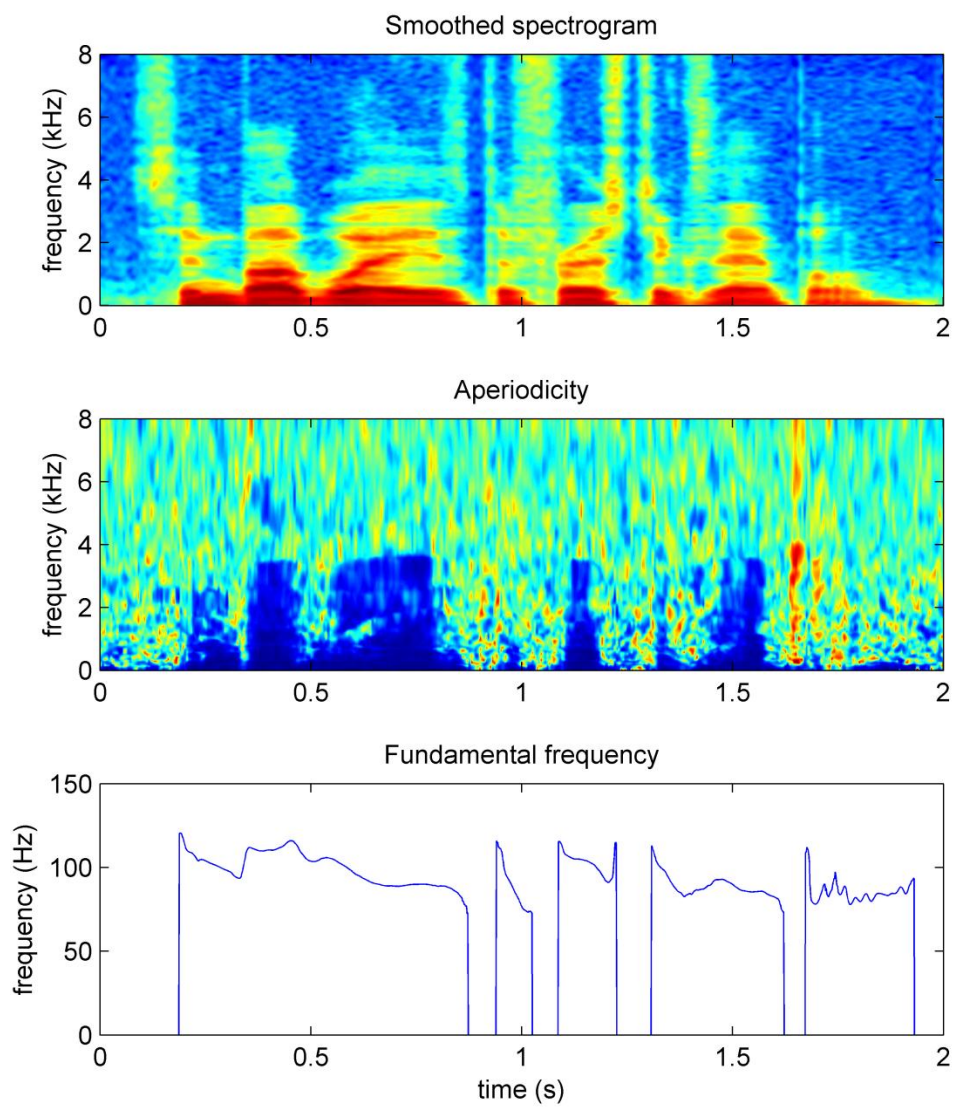 Smoothed spectrogram
8
6
4
2
0
frequency (kHz)
0 0.5 1 1.5 2
Aperiodicity
8
6
4
2
0
frequency (kHz)
0 0.5 1 1.5 2
Fundamental frequency
150
100
50
0
frequency (Hz)
0 0.5 1 1.5 2
time (s)